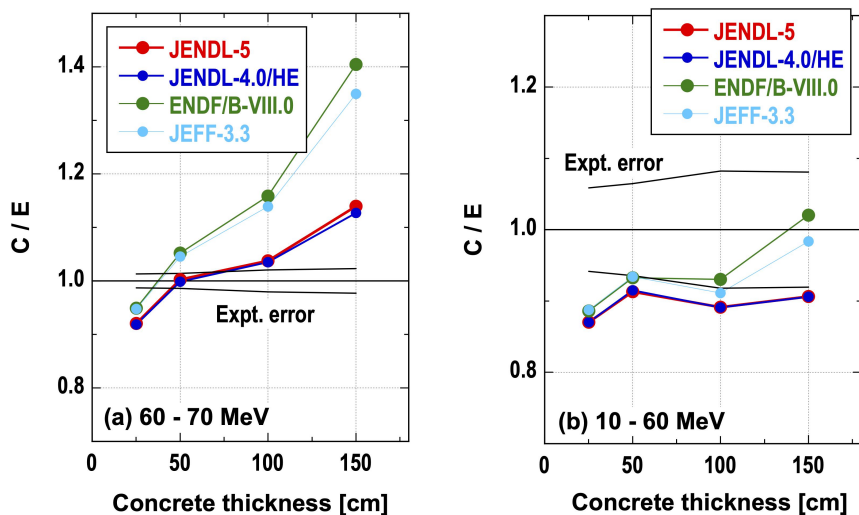 JENDL-5
JENDL-4.0/HE
ENDF/B-VIII.0
JEFF-3.3
1.4
1.2
1.0
0.8
C / E
Expt. error
(a) 60 - 70 MeV
0
50
100
150
Concrete thickness [cm]
JENDL-5
JENDL-4.0/HE
ENDF/B-VIII.0
JEFF-3.3
1.2
1.0
0.8
C / E
Expt. error
(b) 10 - 60 MeV
0
50
100
150
Concrete thickness [cm]